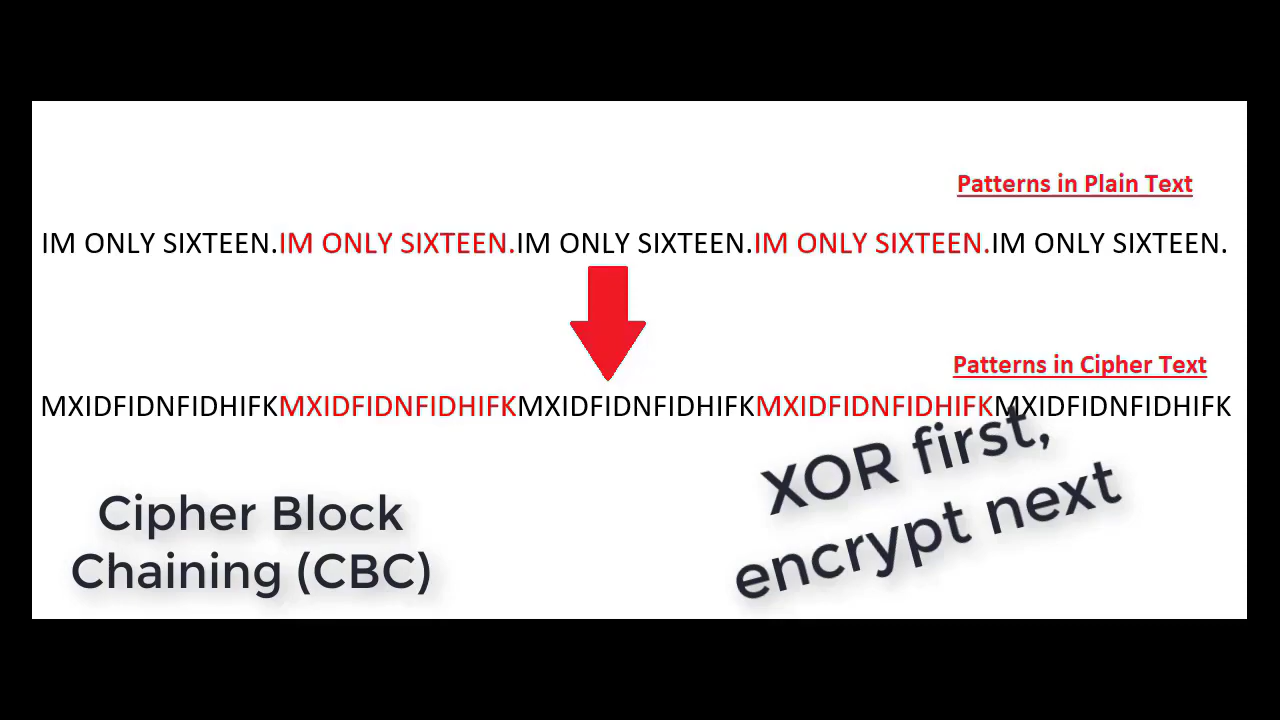 Patterns in Plain Text
IM ONLY SIXTEEN.IM ONLY SIXTEEN.IM ONLY SIXTEEN.IM ONLY SIXTEEN.IM ONLY SIXTEEN.
Patterns in Cipher Text
MXIDFIDNFIDHIFKMXIDFIDNFIDHIFKMXIDFIDNFIDHIFKMXIDFIDNFIDHIFKMXIDFIDNFIDHIFK
XOR first,
encrypt next
Cipher Block
Chaining (CBC)